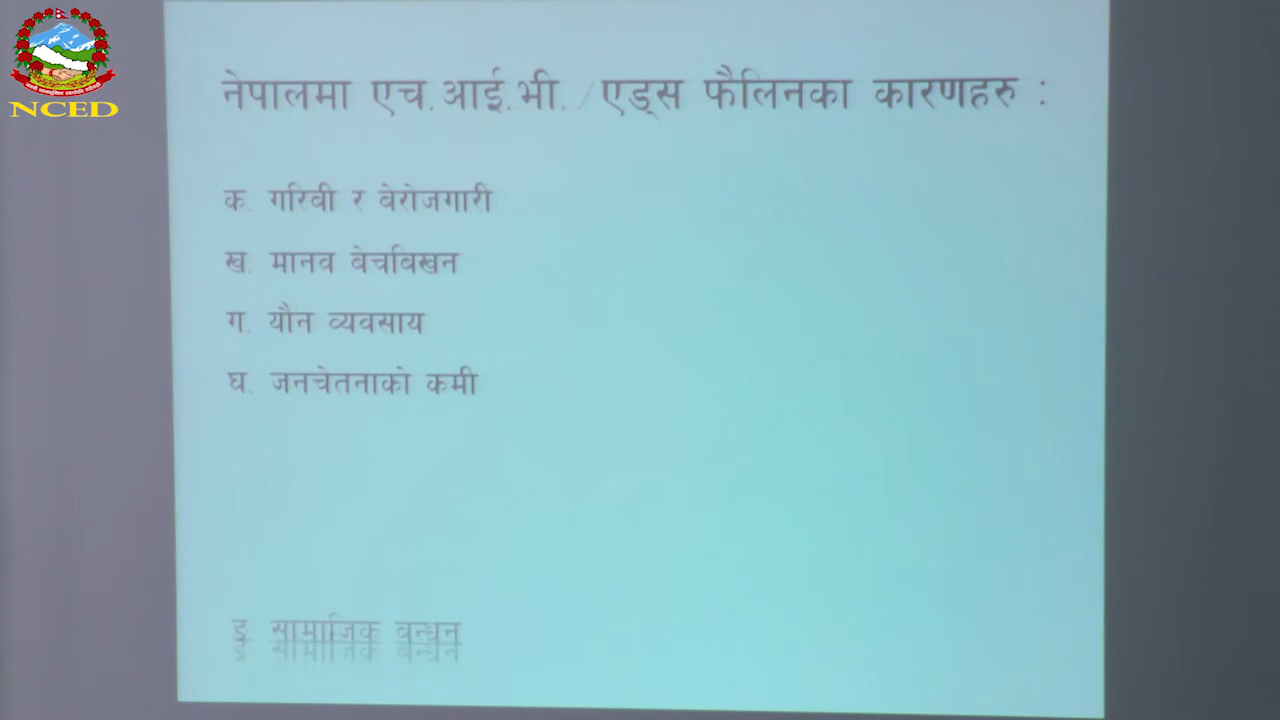 NCED
नेपालमा एच.आई.भी. ⁄ एड्स फैलिनका कारणहरु :
क. गरिबी र बेरोजगारी
ख. मानव बेचबिखन
ग. यौन व्यवसाय
घ. जनचेतनाको कमी
ङ सामाजिक बन्धन